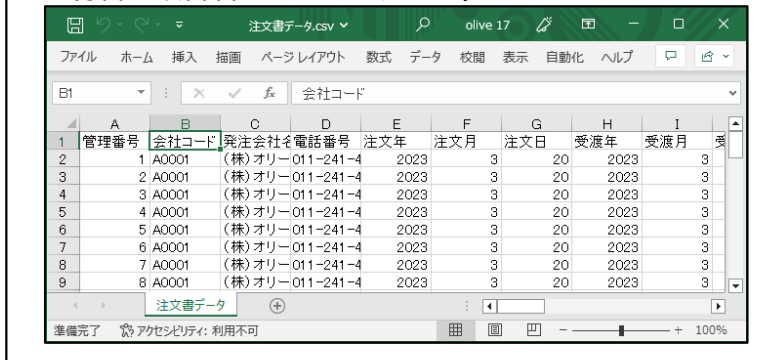 注文書データ.csv olive 17
ファイル ホーム 挿入 描画 ページ レイアウト 数式 データ 校閲 表示 自動化 ヘルプ
B1 fx 会社コード
A B C D E F G H I
1 管理番号 会社コード 発注会社名 電話番号 注文年 注文月 注文日 受渡年 受渡月 受
2 1 A0001 (株)オリー 011-241-4 2023 3 20 2023 3
3 2 A0001 (株)オリー 011-241-4 2023 3 20 2023 3
4 3 A0001 (株)オリー 011-241-4 2023 3 20 2023 3
5 4 A0001 (株)オリー 011-241-4 2023 3 20 2023 3
6 5 A0001 (株)オリー 011-241-4 2023 3 20 2023 3
7 6 A0001 (株)オリー 011-241-4 2023 3 20 2023 3
8 7 A0001 (株)オリー 011-241-4 2023 3 20 2023 3
9 8 A0001 (株)オリー 011-241-4 2023 3 20 2023 3
注文書データ
準備完了 アクセシビリティ: 利用不可 100%